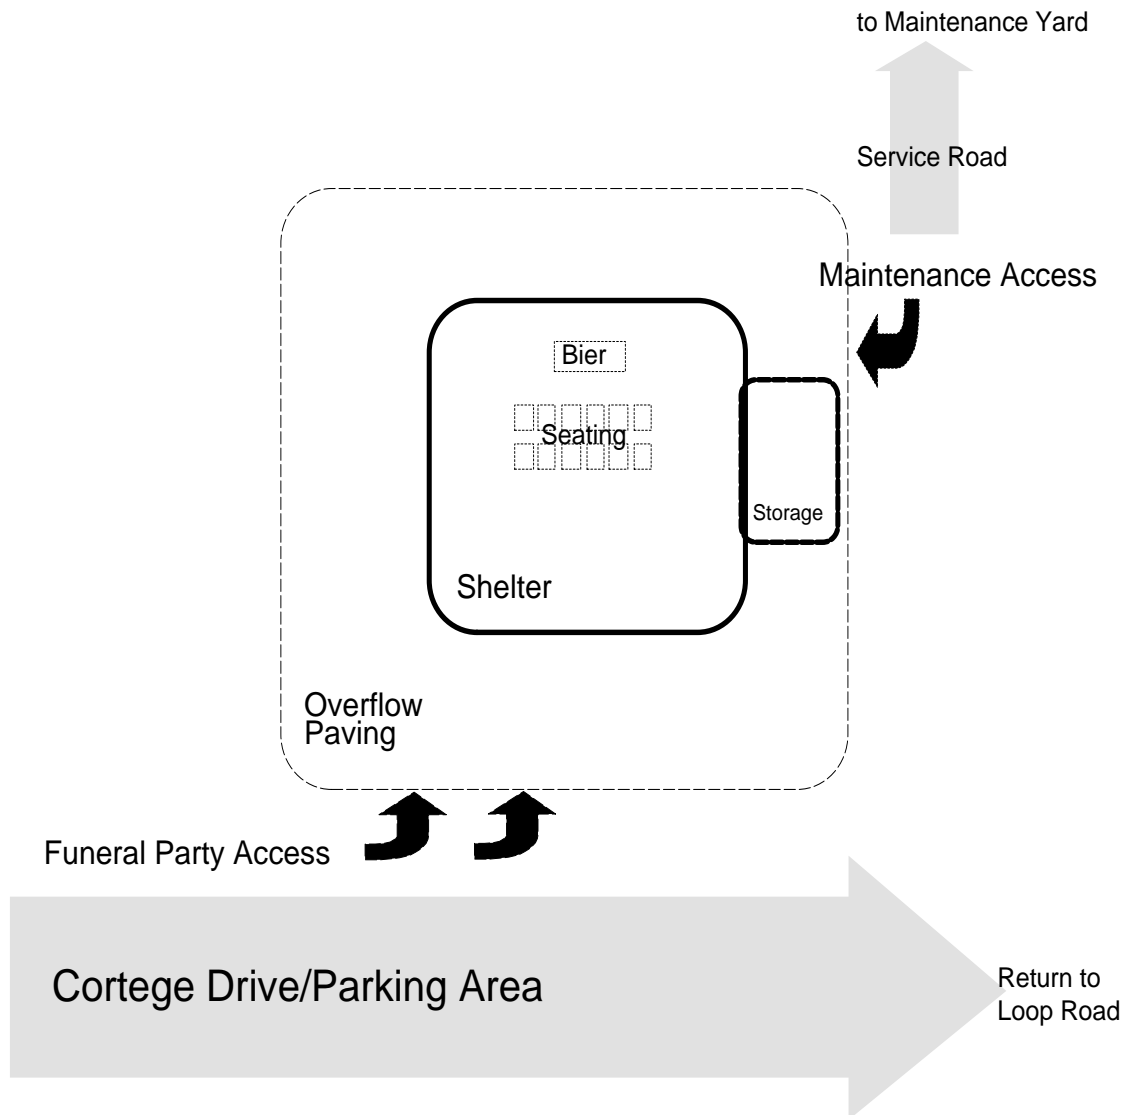 to Maintenance Yard
Service Road
Maintenance Access
Bier
Seating
Storage
Shelter
Overflow
Paving
Funeral Party Access
Cortege Drive/Parking Area
Return to
Loop Road